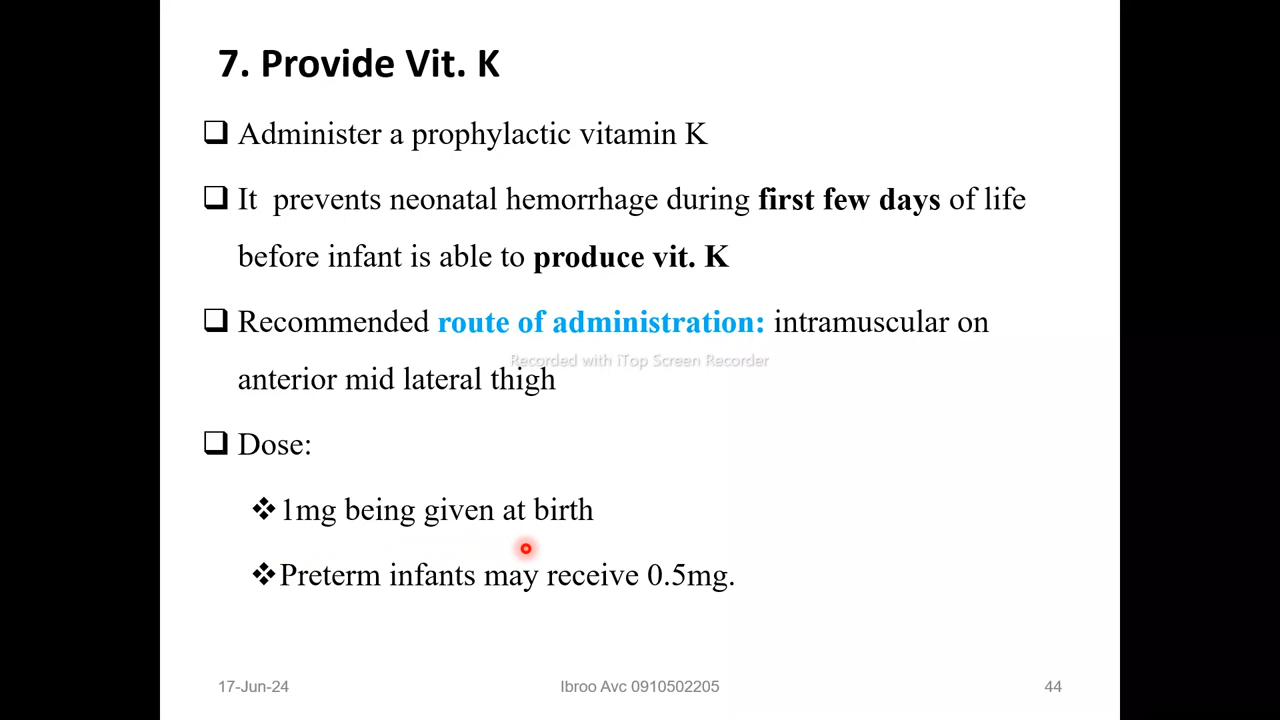 7. Provide Vit. K
❑ Administer a prophylactic vitamin K
❑ It  prevents neonatal hemorrhage during first few days of life
before infant is able to produce vit. K
❑ Recommended route of administration: intramuscular on
Recorded with iTop Screen Recorder
anterior mid lateral thigh
❑ Dose:
❖1mg being given at birth
❖Preterm infants may receive 0.5mg.
17-Jun-24 Ibroo Avc 0910502205 44